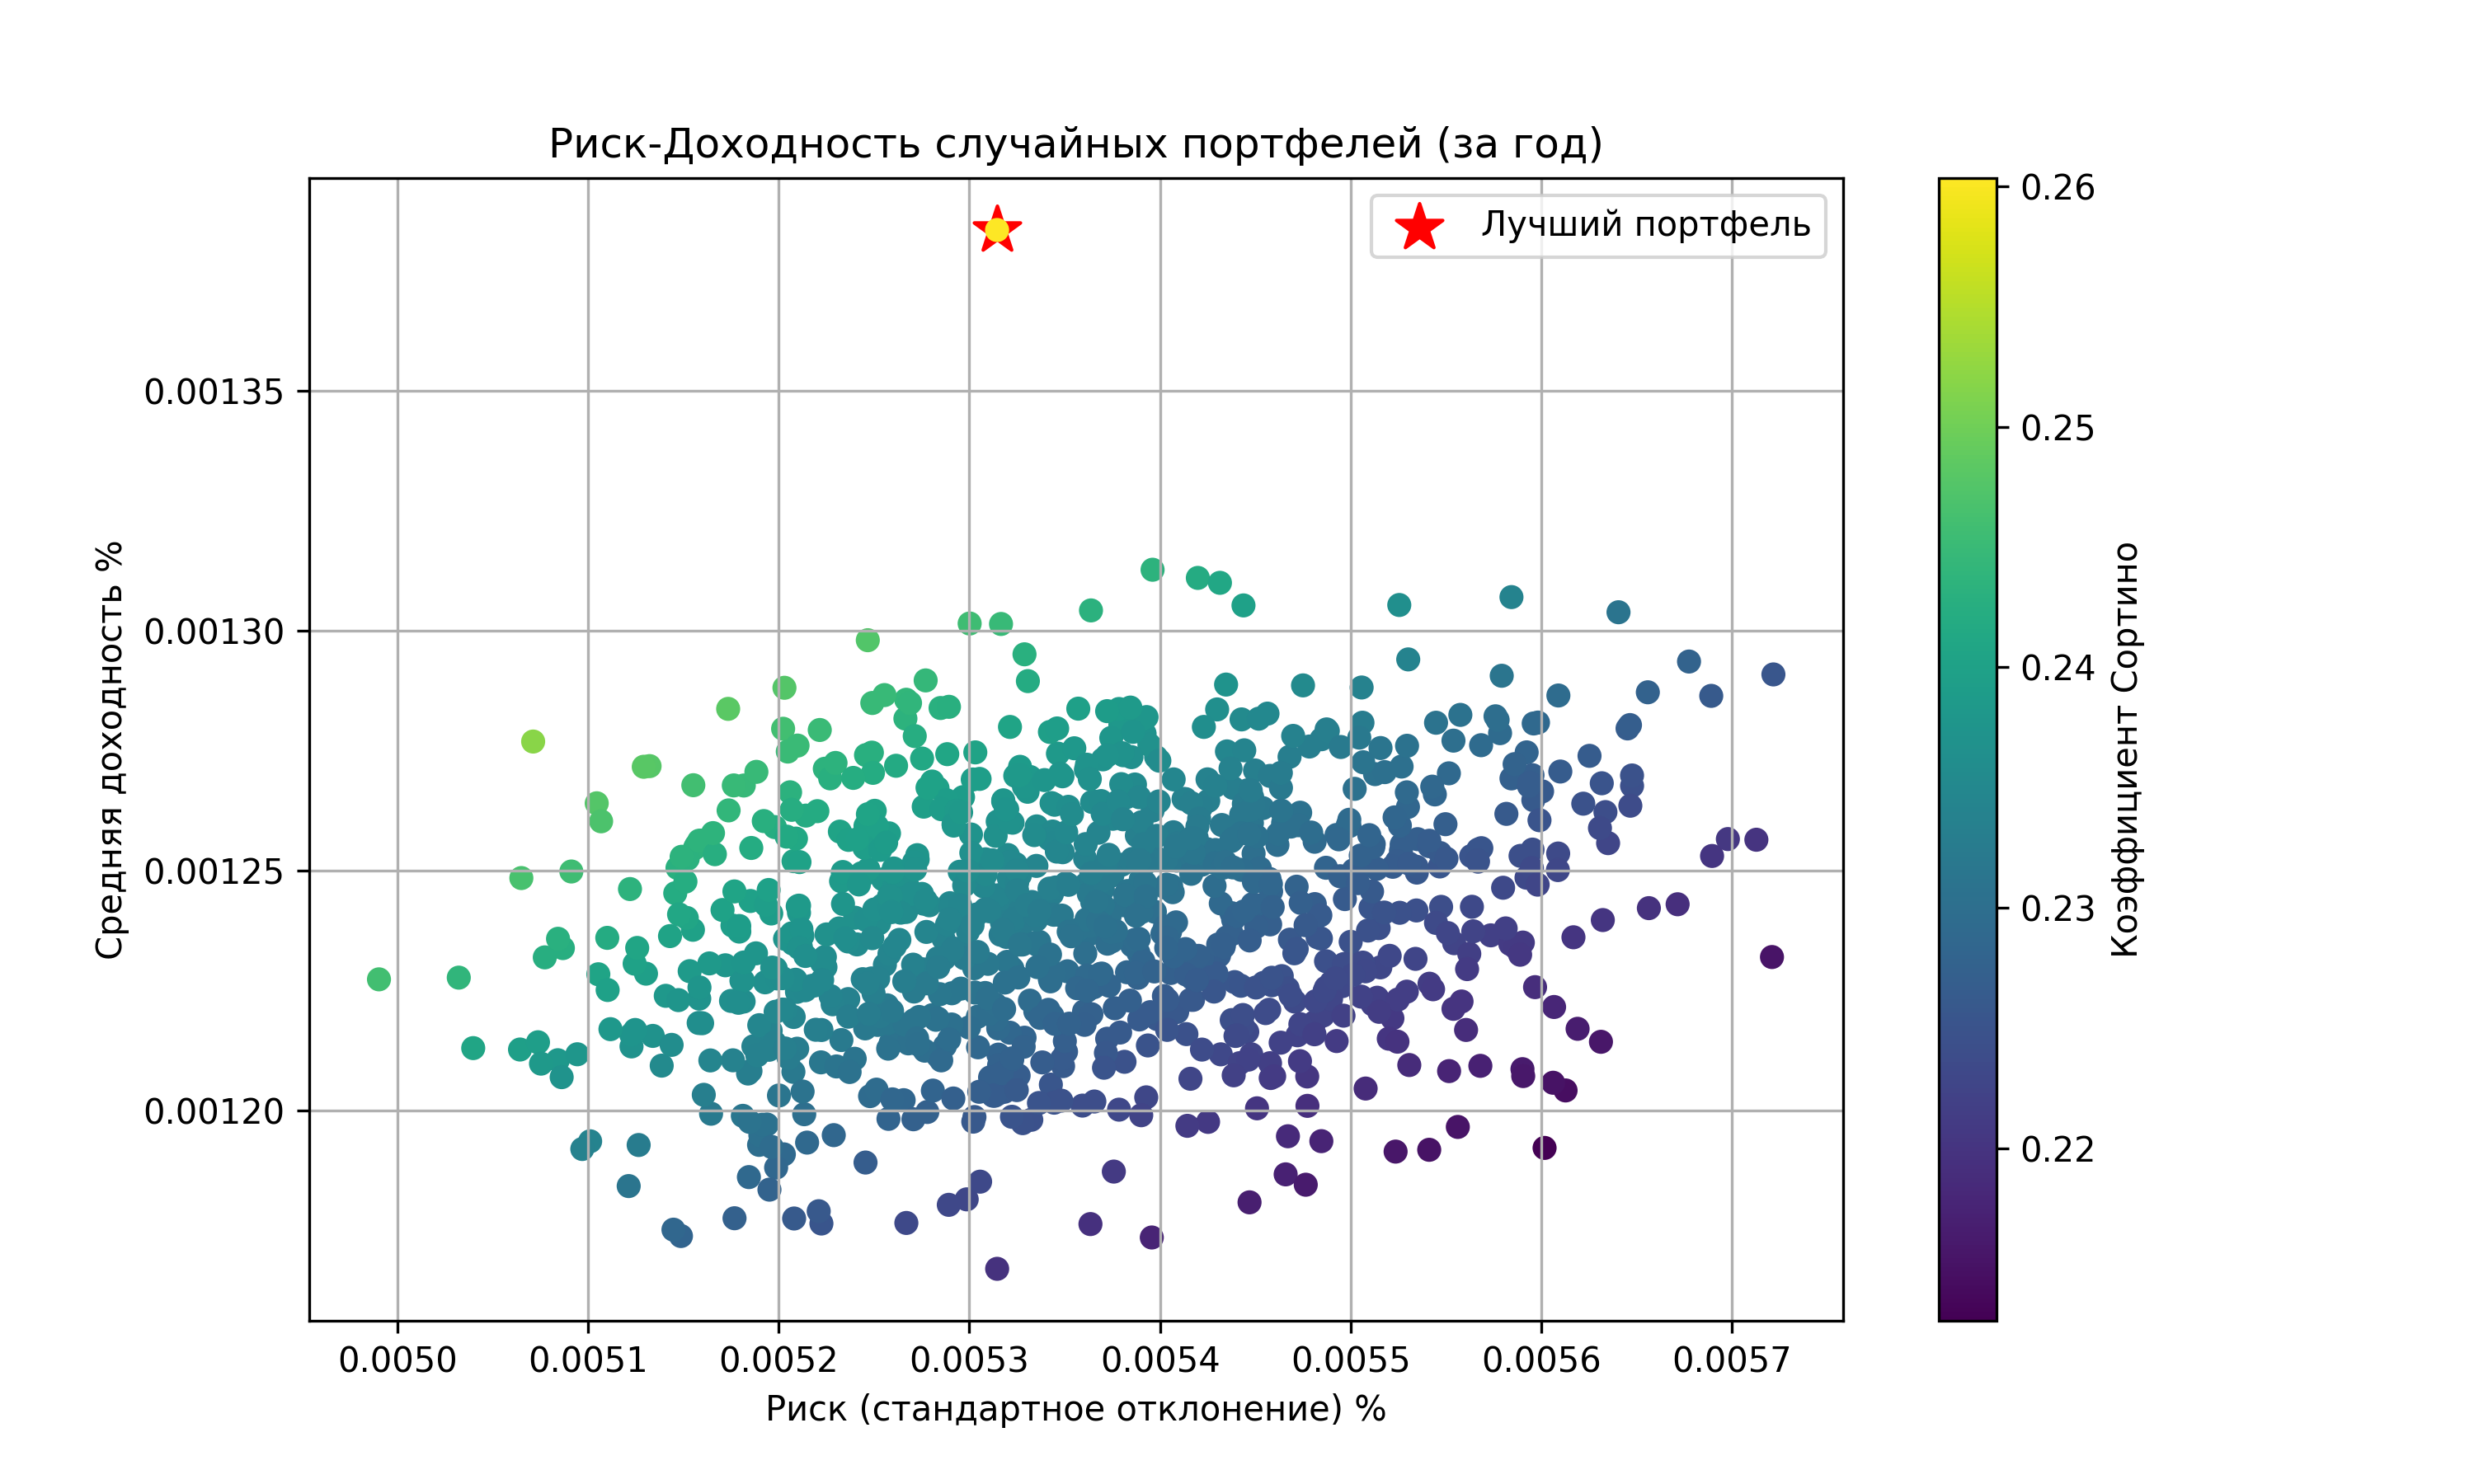 Риск-Доходность случайных портфелей (за год)
Лучший портфель
Средняя доходность %
0.00135
0.00130
0.00125
0.00120
0.0050 0.0051 0.0052 0.0053 0.0054 0.0055 0.0056 0.0057
Риск (стандартное отклонение) %
0.26
0.25
0.24
0.23
0.22
Коэффициент Сортино